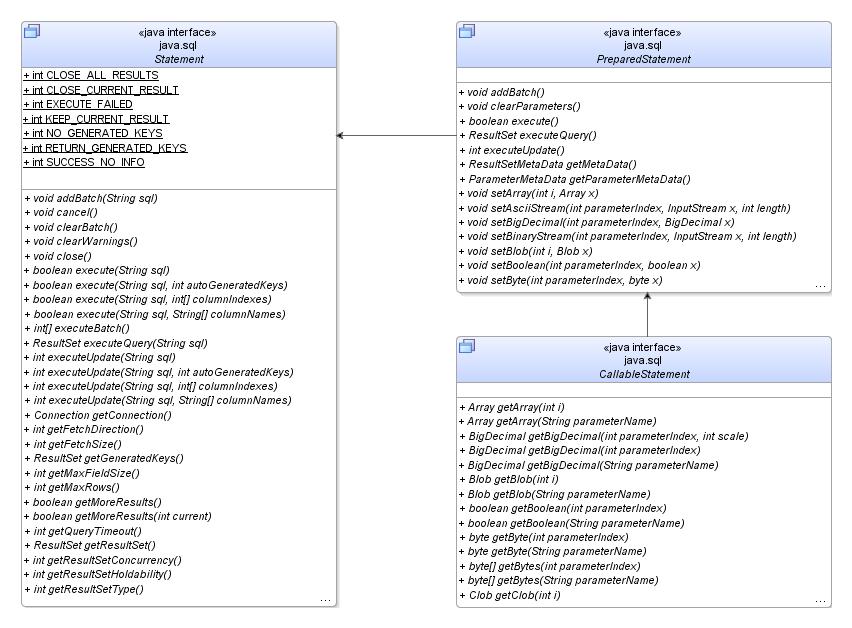 «java interface»
java.sql
Statement
+ int CLOSE_ALL_RESULTS
+ int CLOSE_CURRENT_RESULT
+ int EXECUTE_FAILED
+ int KEEP_CURRENT_RESULT
+ int NO_GENERATED_KEYS
+ int RETURN_GENERATED_KEYS
+ int SUCCESS_NO_INFO
+ void addBatch(String sql)
+ void cancel()
+ void clearBatch()
+ void clearWarnings()
+ void close()
+ boolean execute(String sql)
+ boolean execute(String sql, int autoGeneratedKeys)
+ boolean execute(String sql, int[] columnIndexes)
+ boolean execute(String sql, String[] columnNames)
+ int[] executeBatch()
+ ResultSet executeQuery(String sql)
+ int executeUpdate(String sql)
+ int executeUpdate(String sql, int autoGeneratedKeys)
+ int executeUpdate(String sql, int[] columnIndexes)
+ int executeUpdate(String sql, String[] columnNames)
+ Connection getConnection()
+ int getFetchDirection()
+ int getFetchSize()
+ ResultSet getGeneratedKeys()
+ int getMaxFieldSize()
+ int getMaxRows()
+ boolean getMoreResults()
+ boolean getMoreResults(int current)
+ int getQueryTimeout()
+ ResultSet getResultSet()
+ int getResultSetConcurrency()
+ int getResultSetHoldability()
+ int getResultSetType()
...
«java interface»
java.sql
PreparedStatement
+ void addBatch()
+ void clearParameters()
+ boolean execute()
+ ResultSet executeQuery()
+ int executeUpdate()
+ ResultSetMetaData getMetaData()
+ ParameterMetaData getParameterMetaData()
+ void setArray(int i, Array x)
+ void setAsciiStream(int parameterIndex, InputStream x, int length)
+ void setBigDecimal(int parameterIndex, BigDecimal x)
+ void setBinaryStream(int parameterIndex, InputStream x, int length)
+ void setBlob(int i, Blob x)
+ void setBoolean(int parameterIndex, boolean x)
+ void setByte(int parameterIndex, byte x)
...
«java interface»
java.sql
CallableStatement
+ Array getArray(int i)
+ Array getArray(String parameterName)
+ BigDecimal getBigDecimal(int parameterIndex, int scale)
+ BigDecimal getBigDecimal(int parameterIndex)
+ BigDecimal getBigDecimal(String parameterName)
+ Blob getBlob(int i)
+ Blob getBlob(String parameterName)
+ boolean getBoolean(int parameterIndex)
+ boolean getBoolean(String parameterName)
+ byte getByte(int parameterIndex)
+ byte getByte(String parameterName)
+ byte[] getBytes(int parameterIndex)
+ byte[] getBytes(String parameterName)
+ Clob getClob(int i)
...